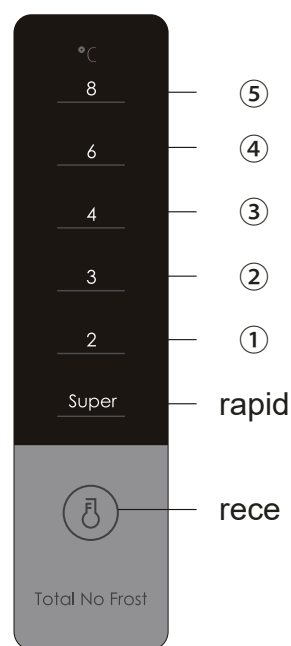 °C
8 ⑤
6 ④
4 ③
3 ②
2 ①
Super rapid
rece
Total No Frost